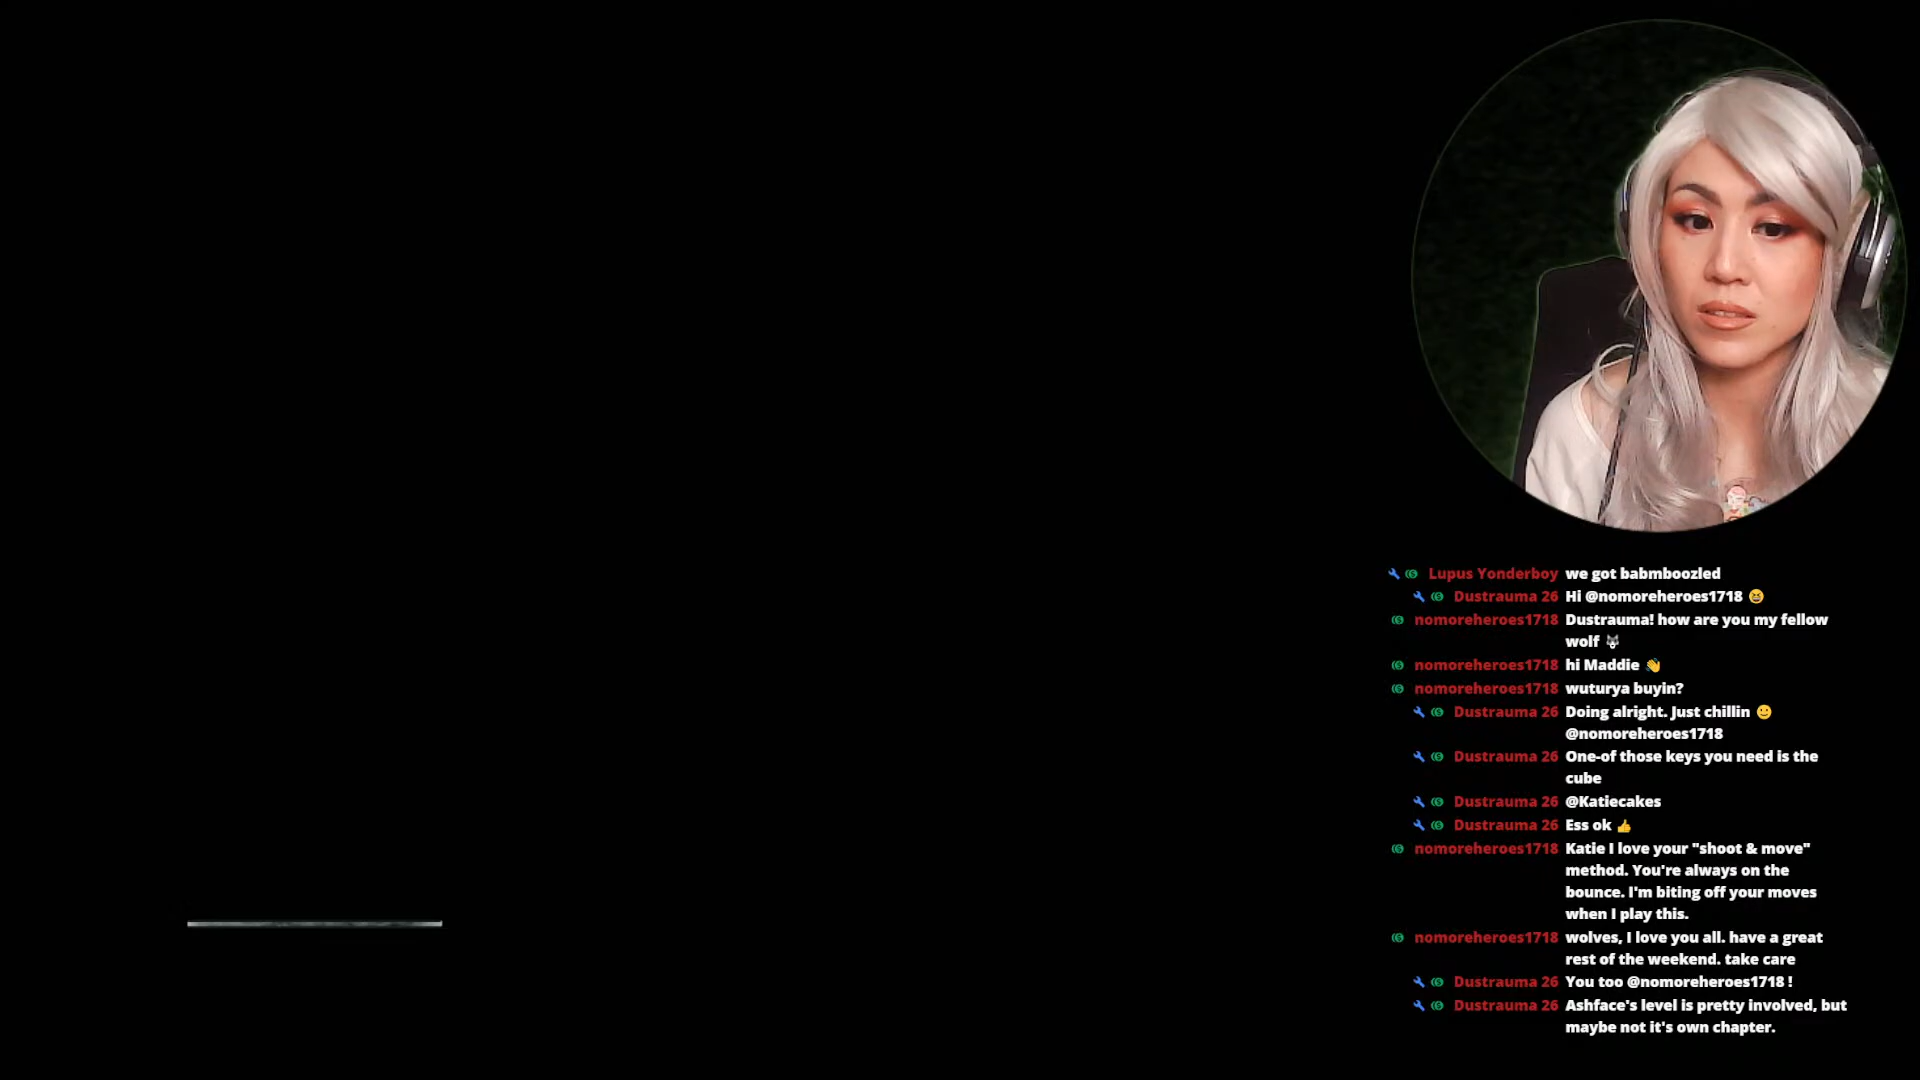 Lupus Yonderboy we got babmboozled
Dustrauma 26 Hi @nomoreheroes1718 😆
nomoreheroes1718 Dustrauma! how are you my fellow
wolf 🐺
nomoreheroes1718 hi Maddie 👋
nomoreheroes1718 wuturya buyin?
Dustrauma 26 Doing alright. Just chillin 🙂
@nomoreheroes1718
Dustrauma 26 One-of those keys you need is the
cube
Dustrauma 26 @Katiecakes
Dustrauma 26 Ess ok 👍
nomoreheroes1718 Katie I love your "shoot & move"
method. You're always on the
bounce. I'm biting off your moves
when I play this.
nomoreheroes1718 wolves, I love you all. have a great
rest of the weekend. take care
Dustrauma 26 You too @nomoreheroes1718 !
Dustrauma 26 Ashface's level is pretty involved, but
maybe not it's own chapter.